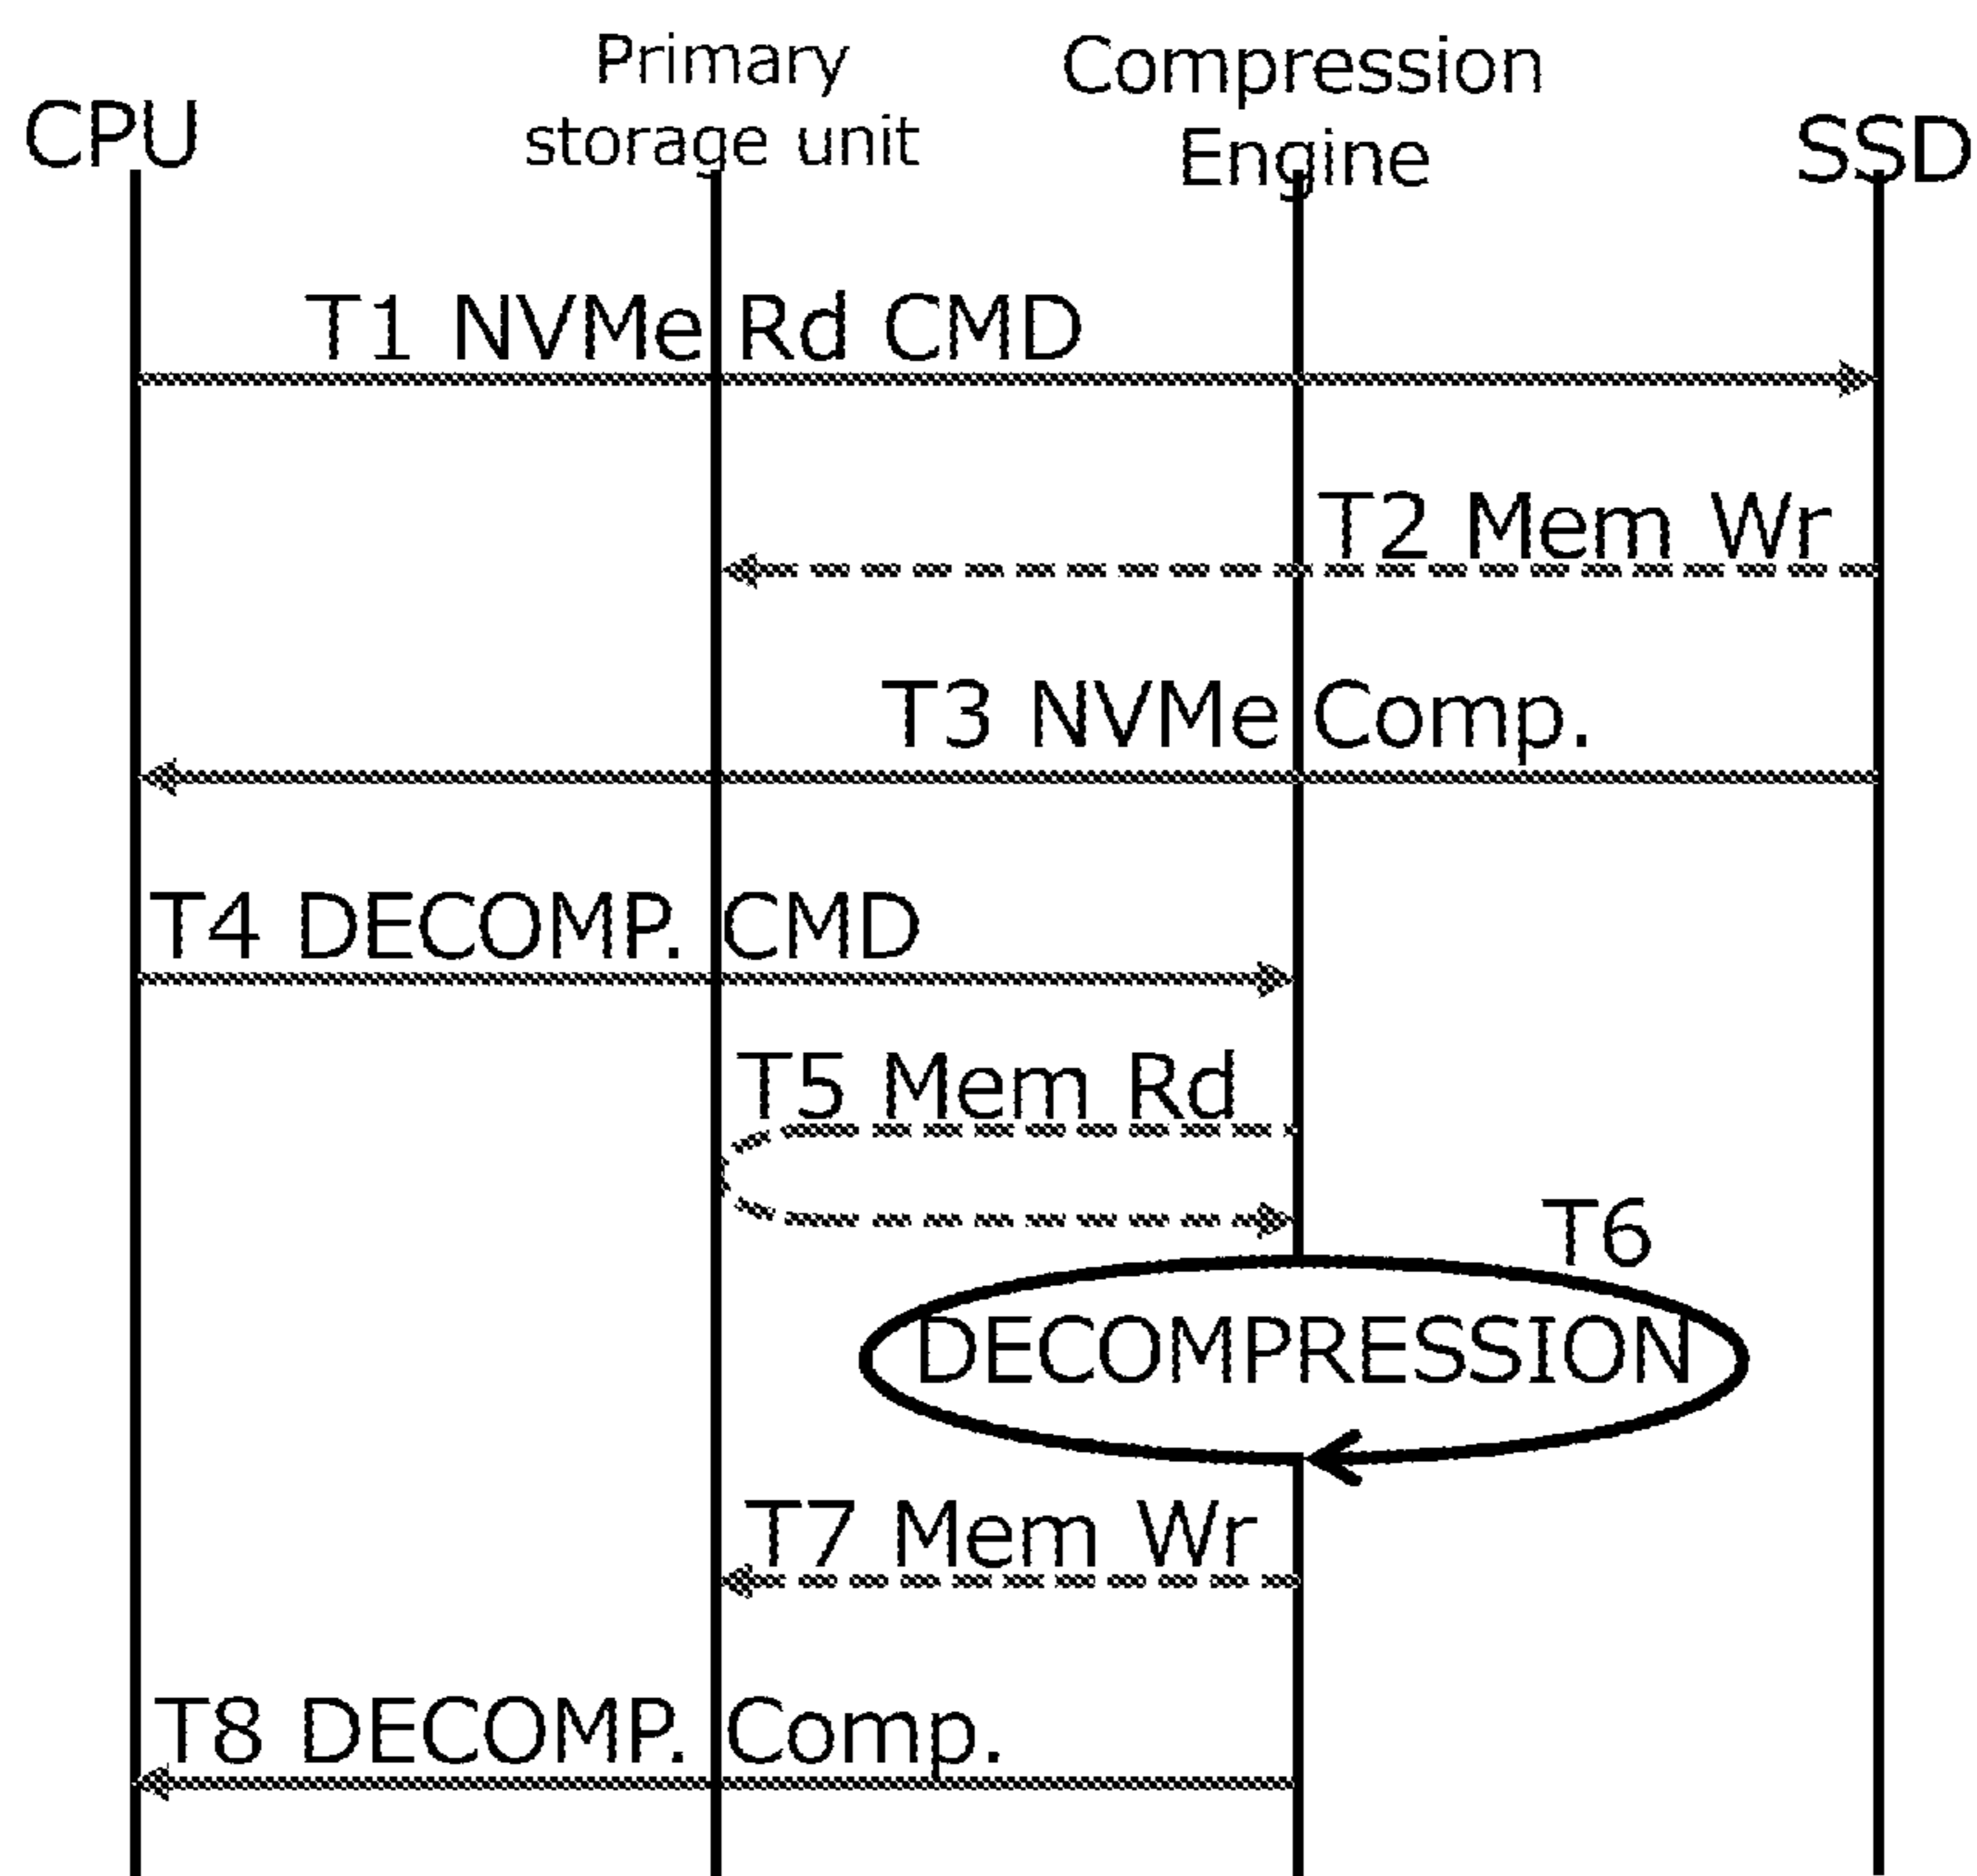 CPU
Primary
storage unit
Compression
Engine
SSD
T1 NVMe Rd CMD
T2 Mem Wr
T3 NVMe Comp.
T4 DECOMP. CMD
T5 Mem Rd
T6
DECOMPRESSION
T7 Mem Wr
T8 DECOMP. Comp.